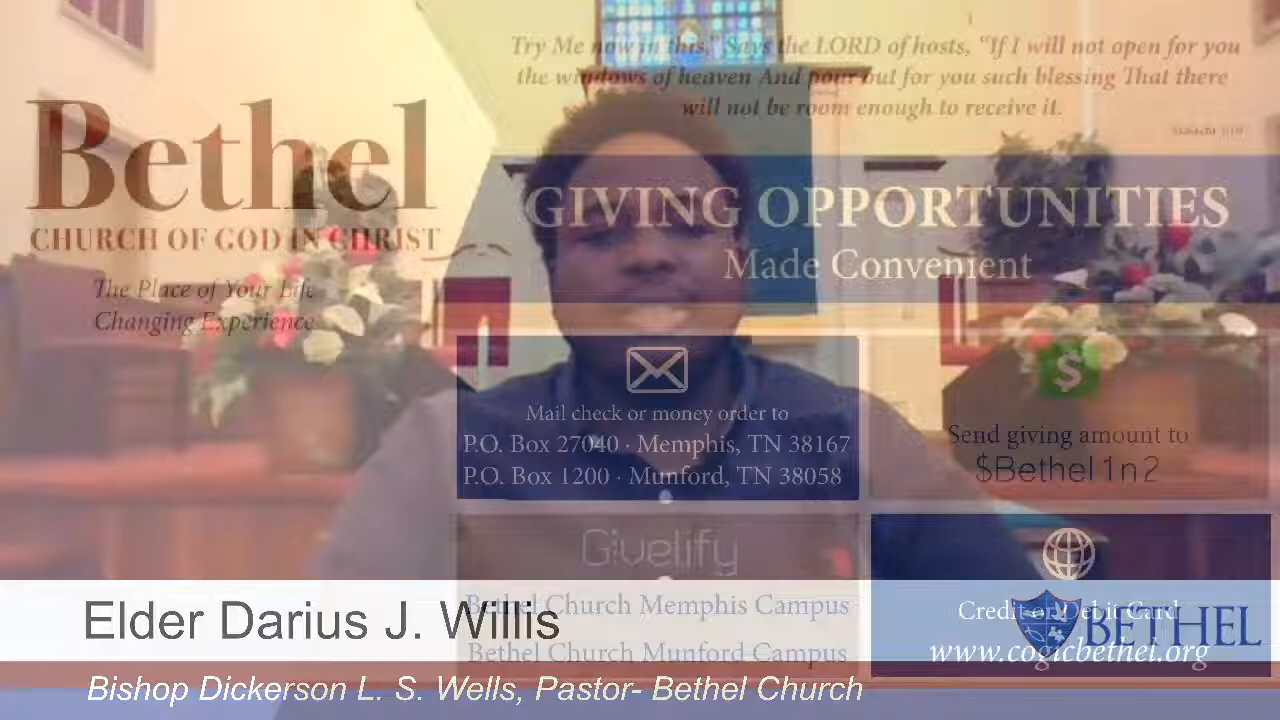 Try Me now in this," Says the LORD of hosts, "If I will not open for you
the windows of heaven And pour out for you such blessing That there
will not be room enough to receive it.
Bethel
CHURCH OF GOD IN CHRIST
The Place of Your Life
Changing Experience
GIVING OPPORTUNITIES
Made Convenient
Mail check or money order to
P.O. Box 27040 · Memphis, TN 38167
P.O. Box 1200 · Munford, TN 38058
Send giving amount to
$Bethel1n2
Givelify
Bethel Church Memphis Campus
Bethel Church Munford Campus
Credit or Debit Card
www.cogicbethel.org
BETHEL
Elder Darius J. Willis
Bishop Dickerson L. S. Wells, Pastor- Bethel Church